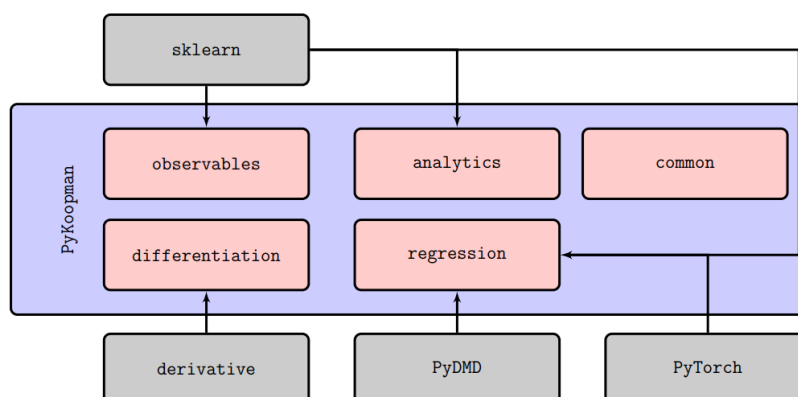 sklearn
PyKoopman
observables
analytics
common
differentiation
regression
derivative
PyDMD
PyTorch